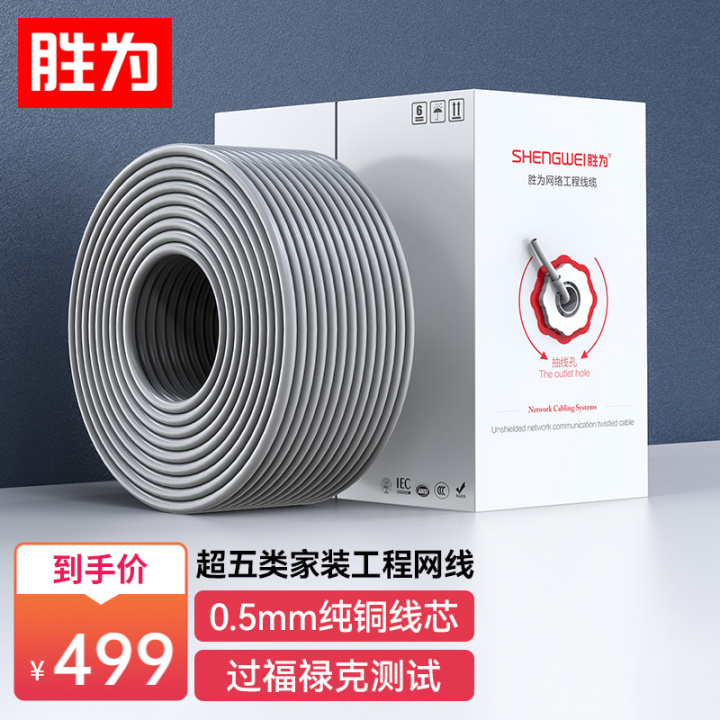 胜为
6
SHENGWEI胜为®
胜为网络工程线缆
抽线孔
The outlet hole
Network Cabling Systems
Unshielded network communication twisted cable
IEC
到手价
¥499
超五类家装工程网线
0.5mm纯铜线芯
过福禄克测试